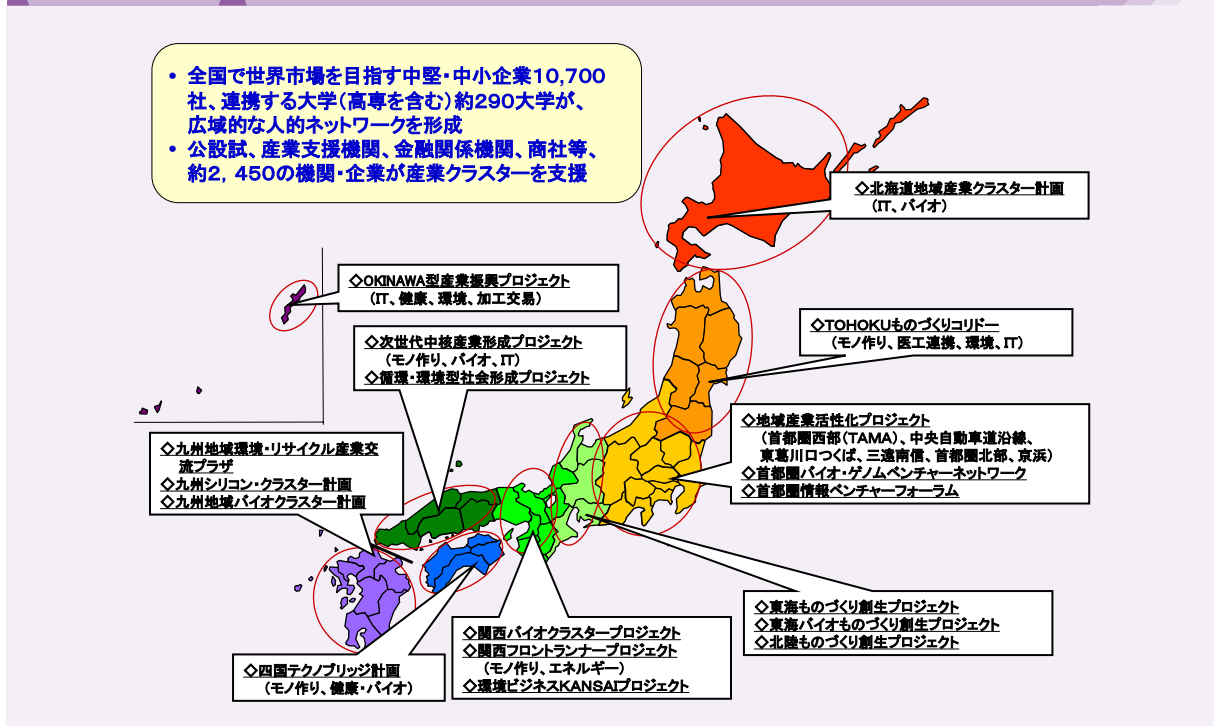 • 全国で世界市場を目指す中堅・中小企業10,700
社、連携する大学(高専を含む)約290大学が、
広域的な人的ネットワークを形成
• 公設試、産業支援機関、金融関係機関、商社等、
約2，450の機関・企業が産業クラスターを支援
◇北海道地域産業クラスター計画
(IT、バイオ)
◇OKINAWA型産業振興プロジェクト
(IT、健康、環境、加工交易)
◇TOHOKUものづくりコリドー
(モノ作り、医工連携、環境、IT)
◇次世代中核産業形成プロジェクト
(モノ作り、バイオ、IT)
◇循環・環境型社会形成プロジェクト
◇地域産業活性化プロジェクト
(首都圏西部(TAMA)、中央自動車道沿線、
東葛川口つくば、三遠南信、首都圏北部、京浜)
◇首都圏バイオ・ゲノムベンチャーネットワーク
◇首都圏情報ベンチャーフォーラム
◇九州地域環境・リサイクル産業交
流プラザ
◇九州シリコン・クラスター計画
◇九州地域バイオクラスター計画
◇東海ものづくり創生プロジェクト
◇東海バイオものづくり創生プロジェクト
◇北陸ものづくり創生プロジェクト
◇関西バイオクラスタープロジェクト
◇関西フロントランナープロジェクト
(モノ作り、エネルギー)
◇環境ビジネスKANSAIプロジェクト
◇四国テクノブリッジ計画
(モノ作り、健康・バイオ)